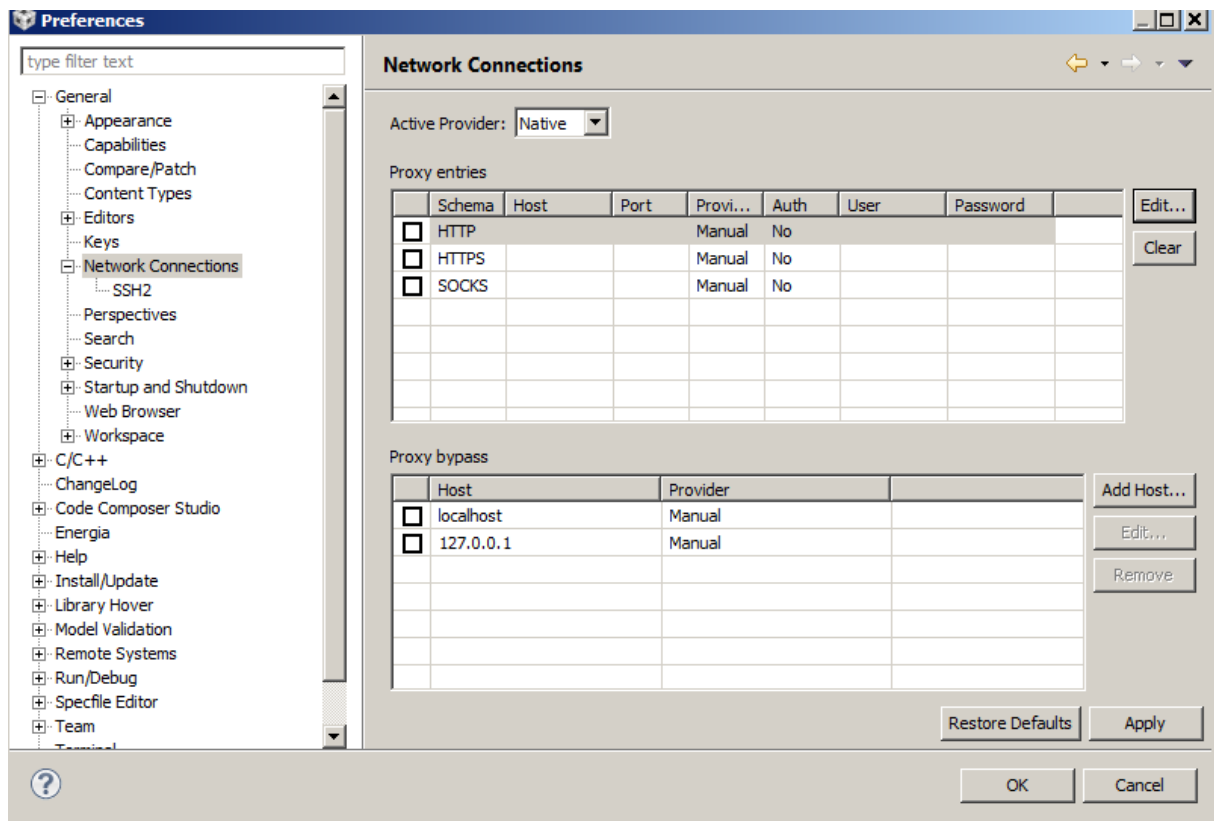 Preferences
type filter text
General
Appearance
Capabilities
Compare/Patch
Content Types
Editors
Keys
Network Connections
SSH2
Perspectives
Search
Security
Startup and Shutdown
Web Browser
Workspace
C/C++
ChangeLog
Code Composer Studio
Energia
Help
Install/Update
Library Hover
Model Validation
Remote Systems
Run/Debug
Specfile Editor
Team
Terminal
Network Connections
Active Provider: Native
Proxy entries
Schema Host Port Provi... Auth User Password
HTTP Manual No
HTTPS Manual No
SOCKS Manual No
Edit...
Clear
Proxy bypass
Host Provider
localhost Manual
127.0.0.1 Manual
Add Host...
Edit...
Remove
Restore Defaults Apply
? OK Cancel